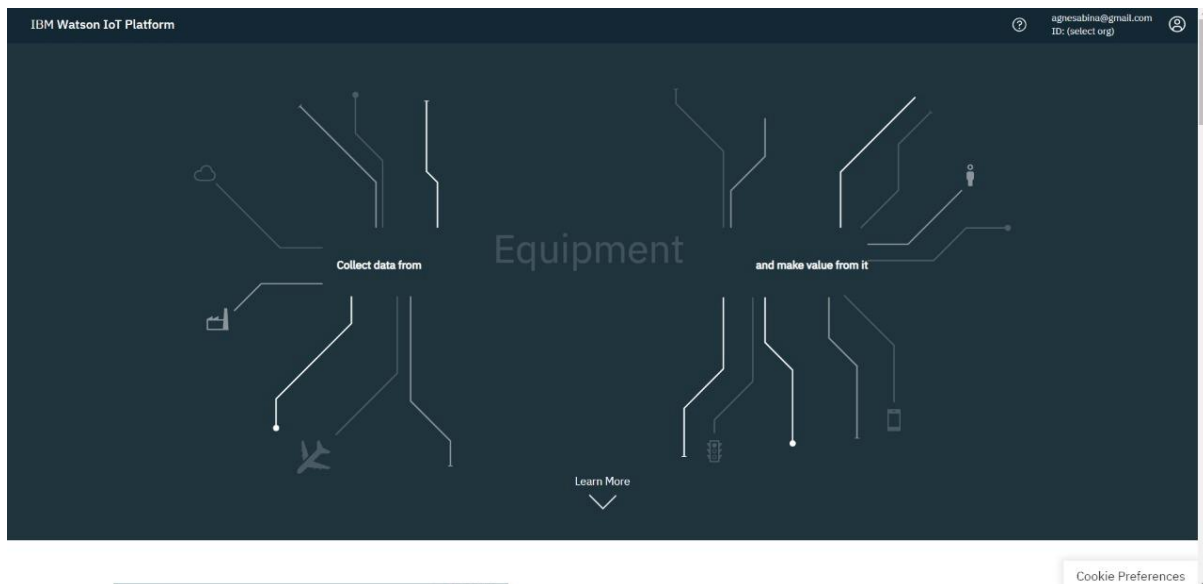 IBM Watson IoT Platform
agnesabina@gmail.com
ID: (select org)
Collect data from
Equipment
and make value from it
Learn More
Cookie Preferences